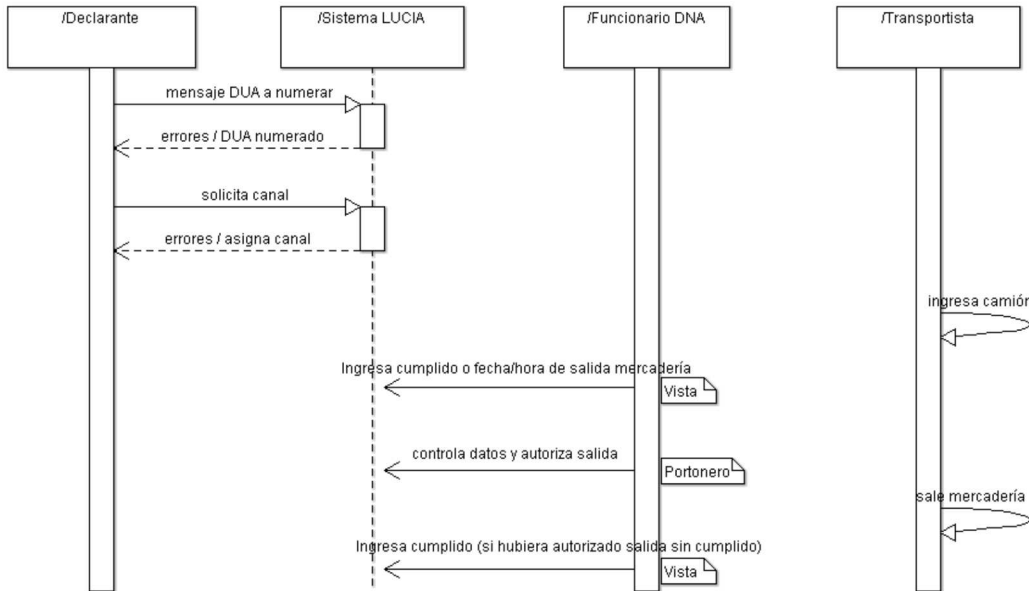 /Declarante
/Sistema LUCIA
/Funcionario DNA
/Transportista
mensaje DUA a numerar
errores / DUA numerado
solicita canal
errores / asigna canal
ingresa camión
Ingresa cumplido o fecha/hora de salida mercadería
Vista
controla datos y autoriza salida
Portonero
sale mercadería
Ingresa cumplido (si hubiera autorizado salida sin cumplido)
Vista